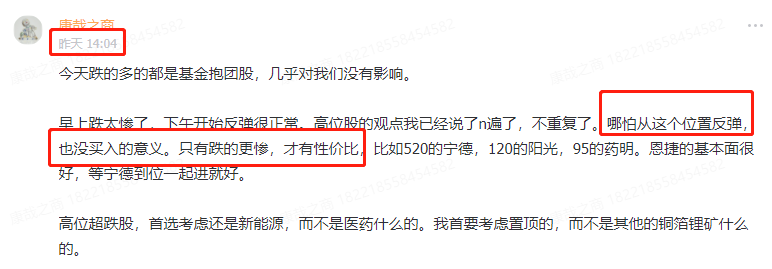 唐哉之商
昨天 14:04
今天跌的多的都是基金抱团股，几乎对我们没有影响。
早上跌太惨了，下午开始反弹很正常。高位股的观点我已经说了n遍了，不重复了。哪怕从这个位置反弹，
也没买入的意义。只有跌的更惨，才有性价比，比如520的宁德，120的阳光，95的药明。恩捷的基本面很
好，等宁德到位一起进就好。
高位超跌股，首选考虑还是新能源，而不是医药什么的。我首要考虑置顶的，而不是其他的铜箔锂矿什么
的。